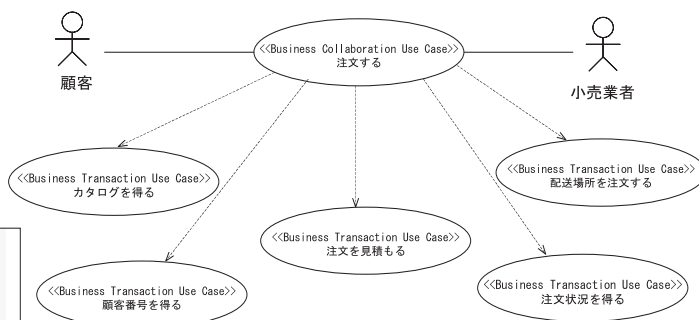 <<Business Collaboration Use Case>>
注文する
顧客
小売業者
<<Business Transaction Use Case>>
カタログを得る
<<Business Transaction Use Case>>
配送場所を注文する
<<Business Transaction Use Case>>
注文を見積もる
<<Business Transaction Use Case>>
顧客番号を得る
<<Business Transaction Use Case>>
注文状況を得る